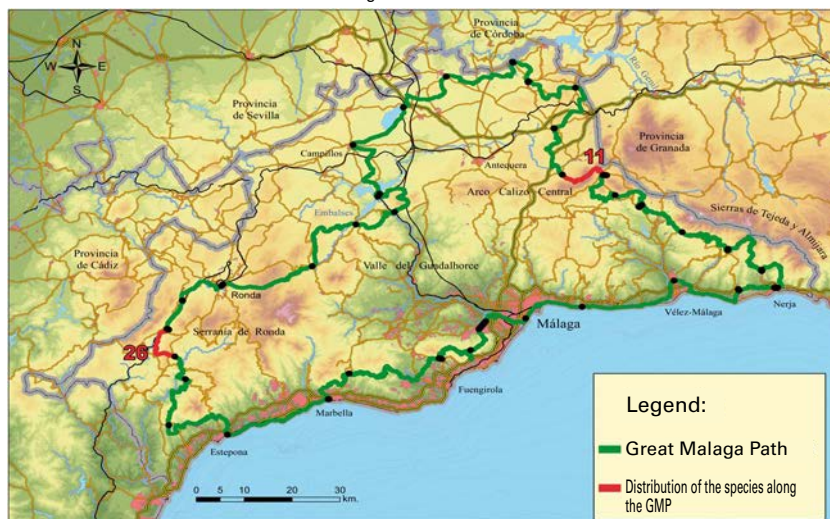 Provincia
de Córdoba
N
W E
S
Río Genil
Provincia
de Sevilla
Provincia
de Granada
Campillos
Antequera
11
Arco Calizo Central
Sierras de Tejeda y Almijara
Embalses
Provincia
de Cádiz
Valle del Guadalhorce
Ronda
Serranía de Ronda
26
Málaga
Vélez-Málaga
Nerja
Fuengirola
Marbella
Estepona
Legend:
Great Malaga Path
Distribution of the species along
the GMP
0 5 10 20 30
km.